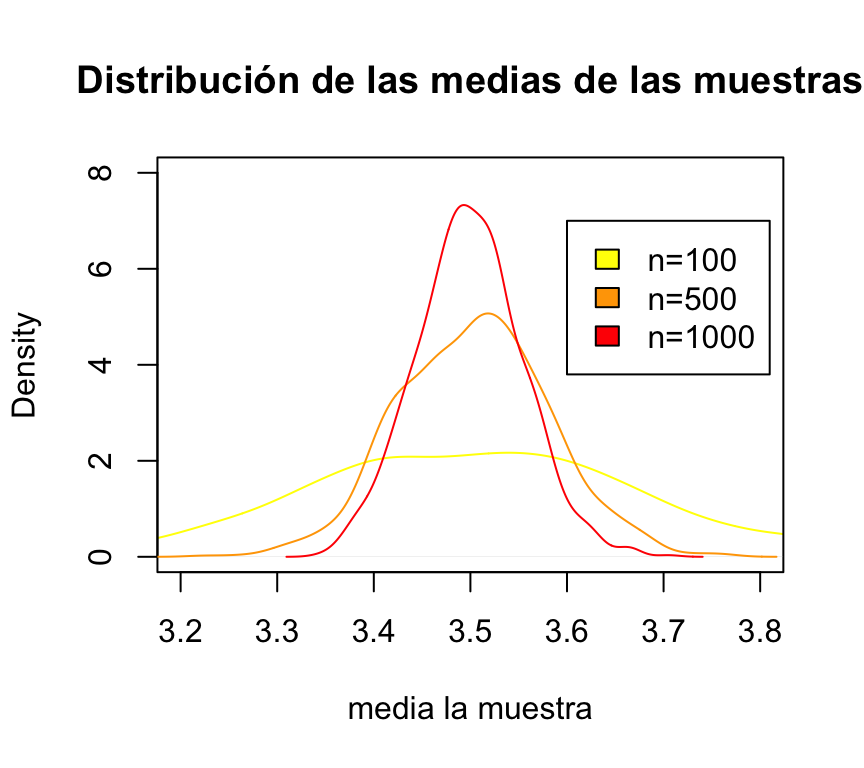 Distribución de las medias de las muestras
8
6
4
2
0
Density
n=100
n=500
n=1000
3.2 3.3 3.4 3.5 3.6 3.7 3.8
media la muestra